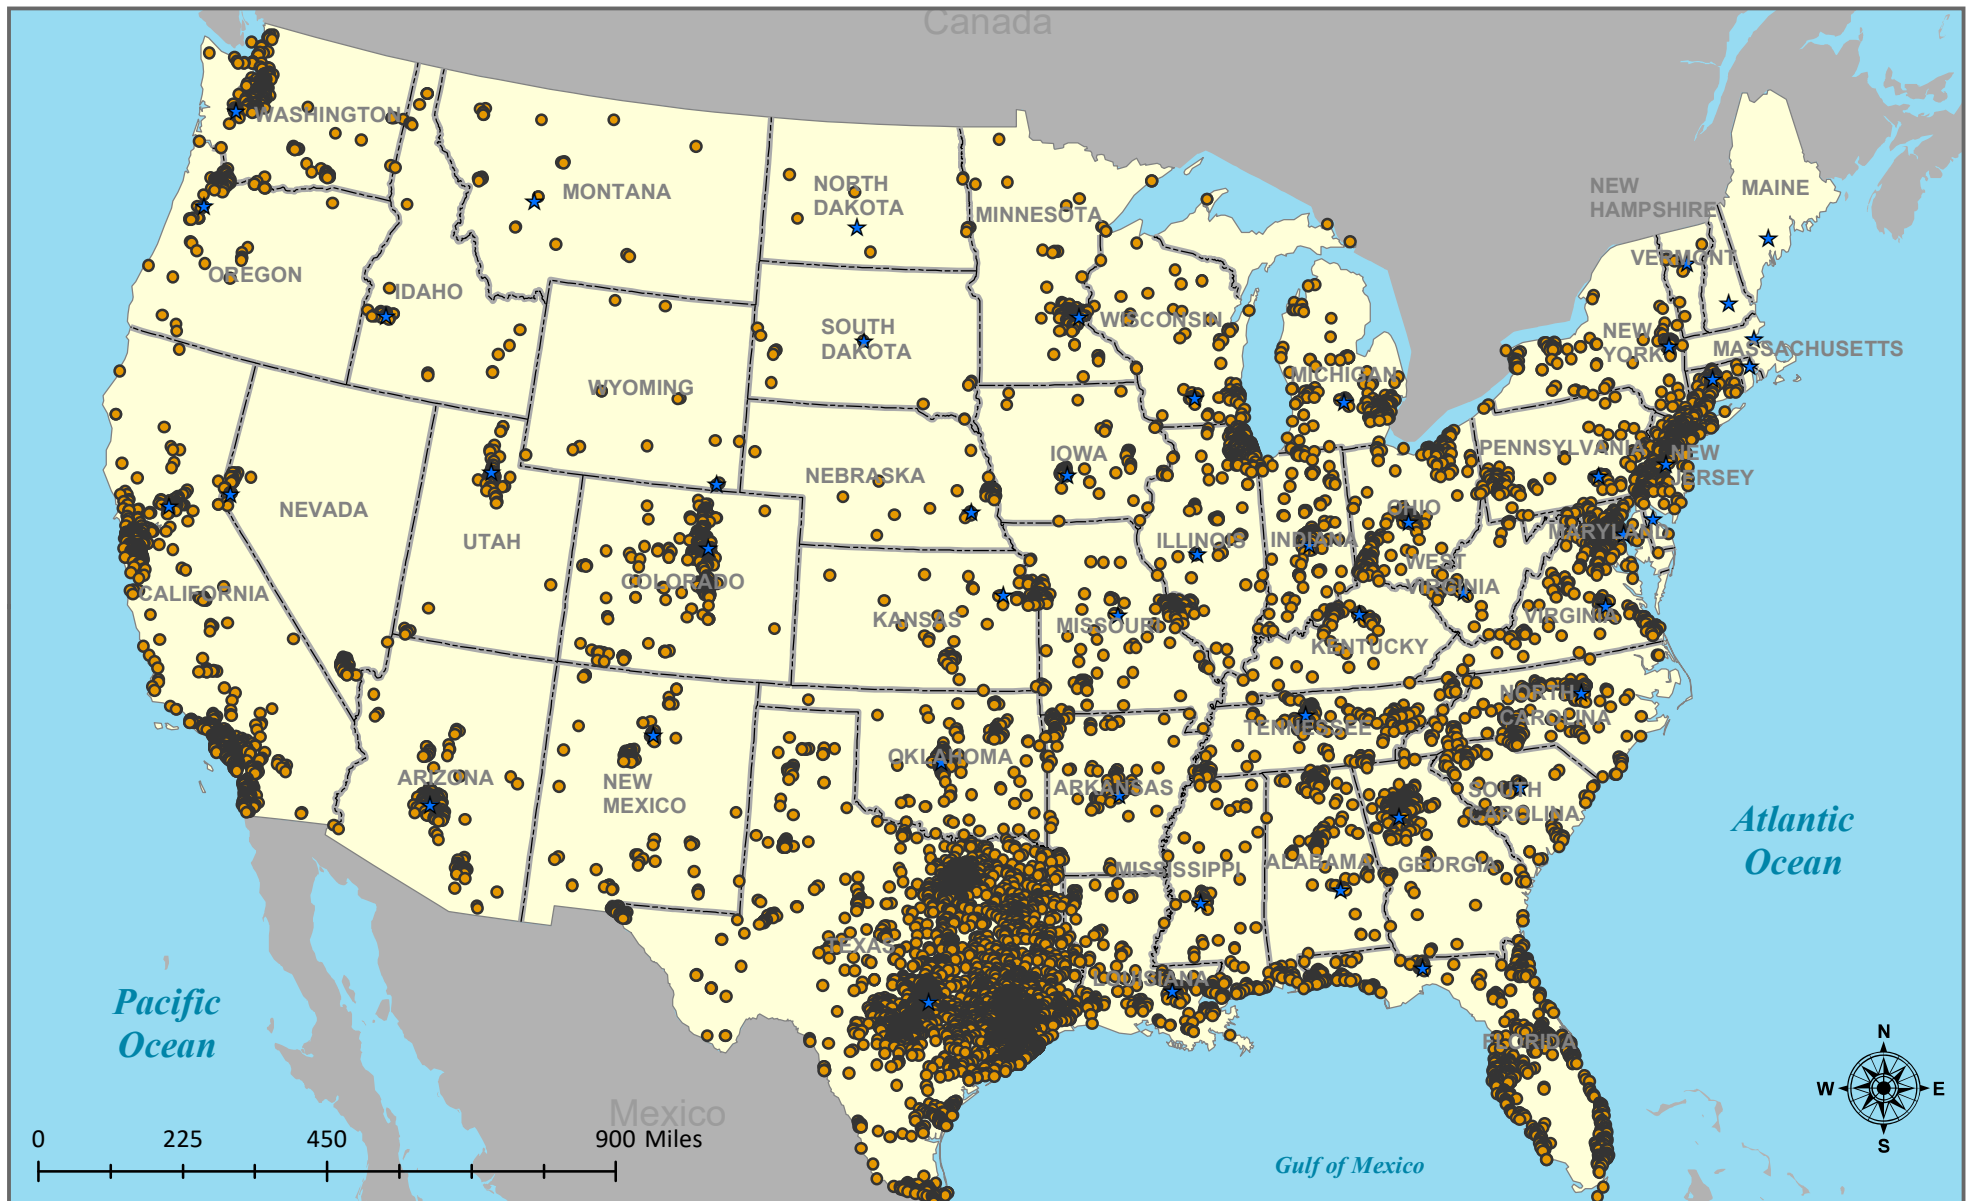 Canada
WASHINGTON
MONTANA
NORTH
DAKOTA
MINNESOTA
NEW
HAMPSHIRE
MAINE
VERMONT
OREGON
IDAHO
SOUTH
DAKOTA
WISCONSIN
NEW
YORK
MASSACHUSETTS
WYOMING
MICHIGAN
IOWA
PENNSYLVANIA
NEW
JERSEY
NEBRASKA
NEVADA
OHIO
UTAH
ILLINOIS
INDIANA
MARYLAND
COLORADO
WEST
VIRGINIA
CALIFORNIA
KANSAS
MISSOURI
VIRGINIA
KENTUCKY
NORTH
CAROLINA
TENNESSEE
OKLAHOMA
ARIZONA
NEW
MEXICO
ARKANSAS
SOUTH
CAROLINA
Atlantic
Ocean
MISSISSIPPI
ALABAMA
GEORGIA
TEXAS
LOUISIANA
Pacific
Ocean
FLORIDA
N
W
E
S
Mexico
0
225
450
900 Miles
Gulf of Mexico